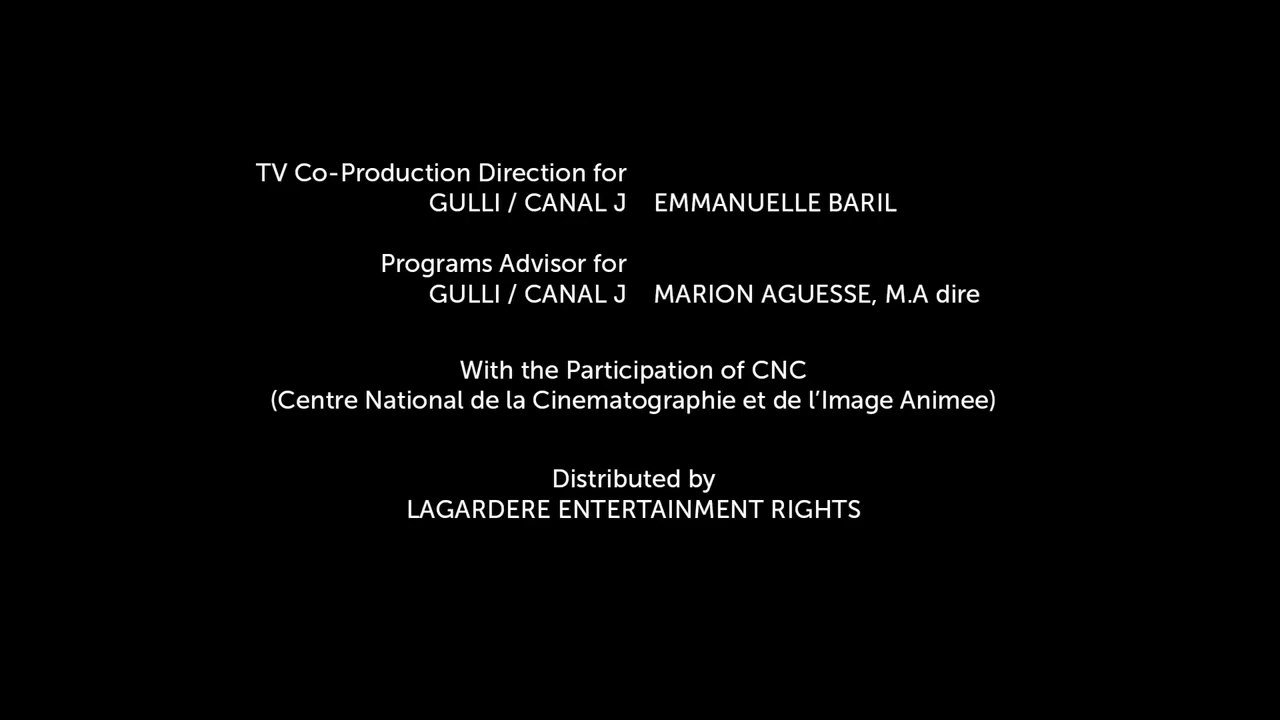 TV Co-Production Direction for
GULLI / CANAL J EMMANUELLE BARIL
Programs Advisor for
GULLI / CANAL J MARION AGUESSE, M.A dire
With the Participation of CNC
(Centre National de la Cinematographie et de l’Image Animee)
Distributed by
LAGARDERE ENTERTAINMENT RIGHTS